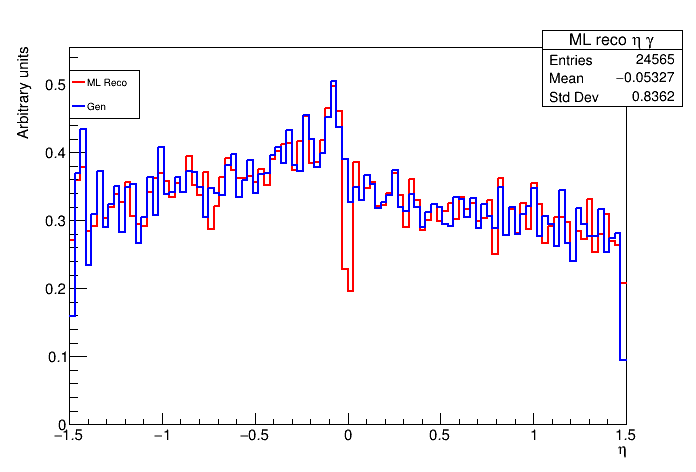 ML reco η γ
Entries 24565
Mean −0.05327
Std Dev 0.8362
Arbitrary units
ML Reco
Gen
0.5
0.4
0.3
0.2
0.1
0
−1.5 −1 −0.5 0 0.5 1 1.5
η